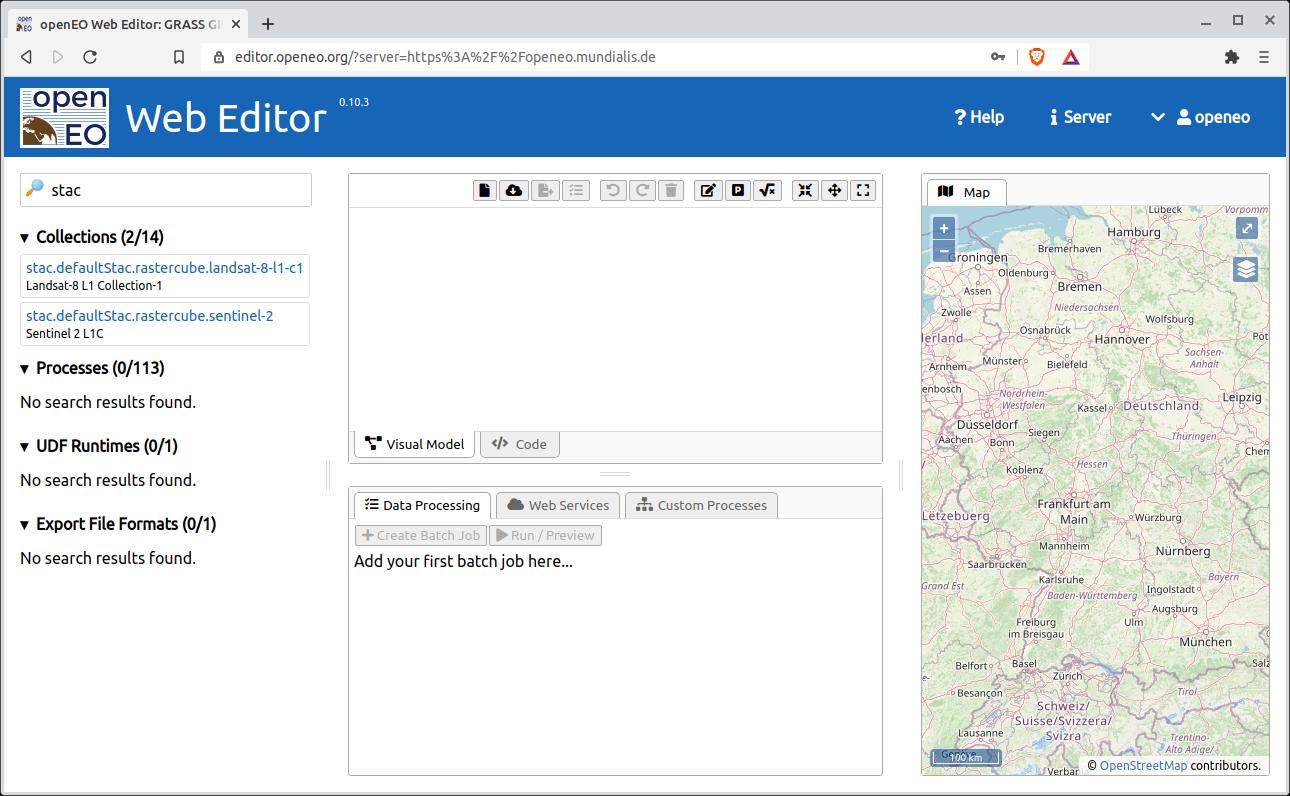 openEO Web Editor: GRASS GI
editor.openeo.org/?server=https%3A%2F%2Fopeneo.mundialis.de
open EO
Web Editor 0.10.3
Help
Server
openeo
stac
Collections (2/14)
stac.defaultStac.rastercube.landsat-8-l1-c1
Landsat-8 L1 Collection-1
stac.defaultStac.rastercube.sentinel-2
Sentinel 2 L1C
Processes (0/113)
No search results found.
UDF Runtimes (0/1)
No search results found.
Export File Formats (0/1)
No search results found.
Visual Model
Code
Data Processing
Web Services
Custom Processes
Create Batch Job
Run / Preview
Add your first batch job here...
Map
+
−
Lübeck
Vorpomm
Hamburg
Bremerhaven
Groningen
Oldenburg
Bremen
Assen
Niedersachsen
Zwolle
Wolfsburg
Osnabrück
Hannover
Pot
erland
Sachsen-
Anhalt
Münster
Bielefeld
Arnhem
enbosch
Nordrhein-
Westfalen
Kassel
Deutschland
Leipzig
Düsseldorf
Siegen
Aachen
Bonn
Thüringen
Chem
Koblenz
Hessen
Frankfurt am
Main
Lëtzebuerg
Würzburg
Mannheim
Nürnberg
Saarbrücken
Karlsruhe
Grand Est
Bayern
Baden-Württemberg
Ingolstadt
Augsburg
Freiburg
im Breisgau
Ulm
München
Belfort
Basel
Salz
Zürich
Besançon
Tirol
Schweiz/
Suisse/Svizzera/
Svizra
Lausanne
Trentino-
Alto Adige/
Genève
100 km
Verbar
© OpenStreetMap contributors.